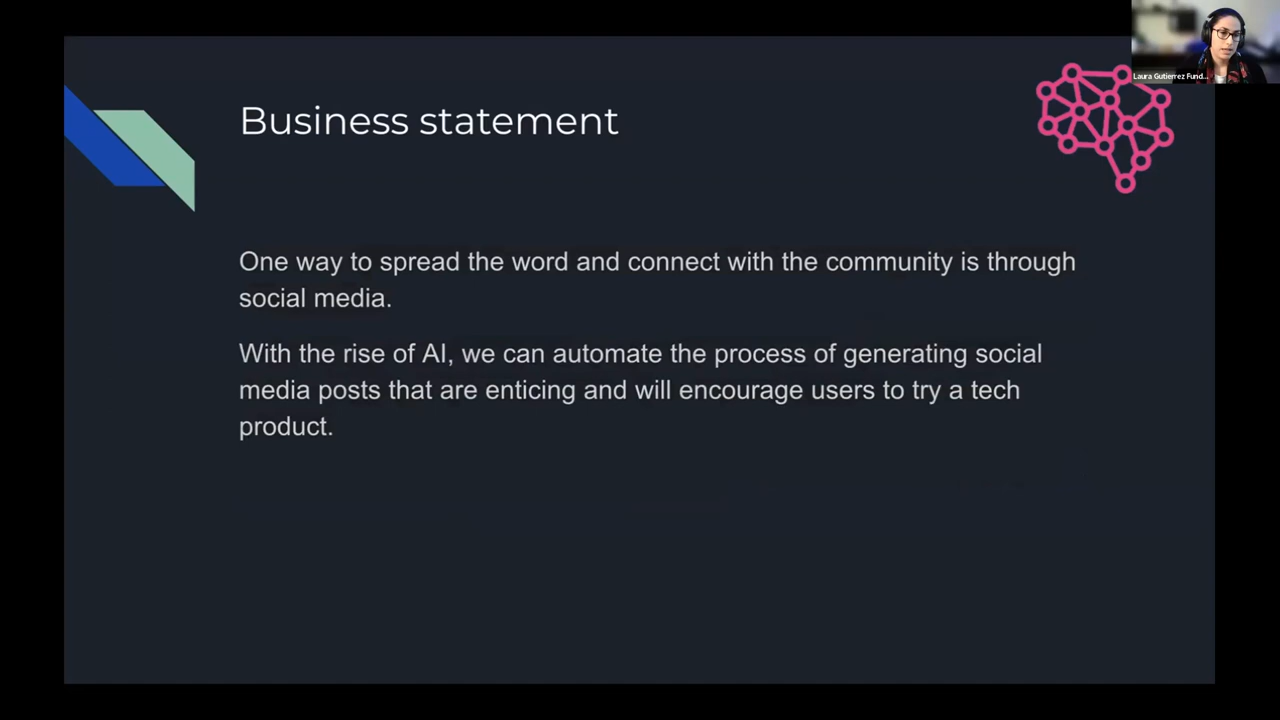 Laura Gutierrez Fund...
Business statement
One way to spread the word and connect with the community is through
social media.
With the rise of AI, we can automate the process of generating social
media posts that are enticing and will encourage users to try a tech
product.